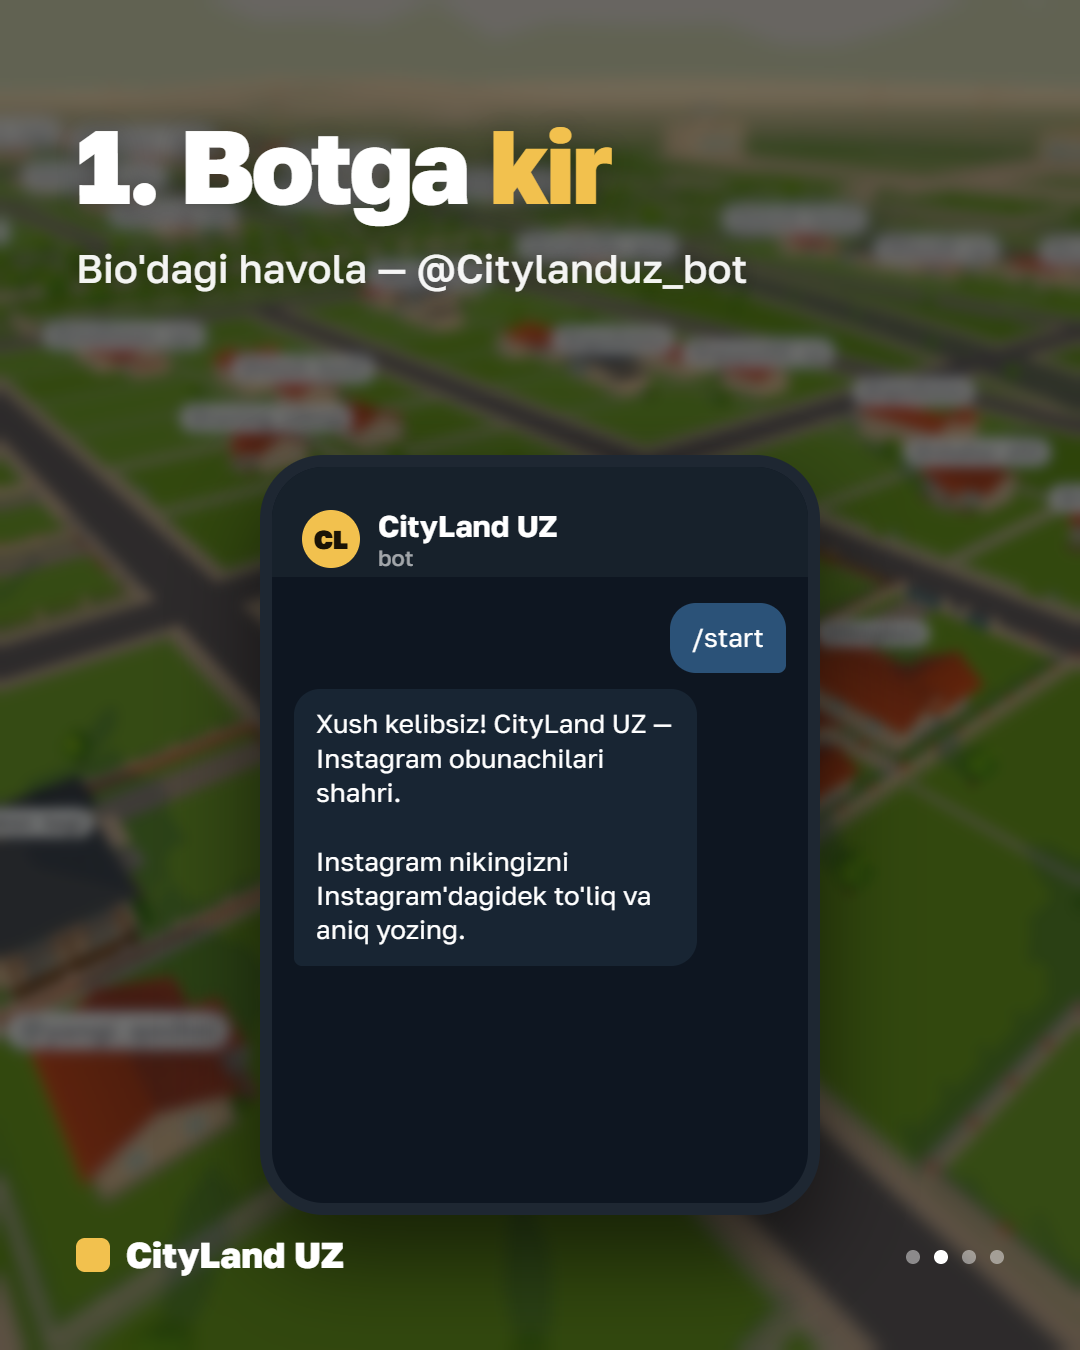 1. Botga kir
Bio'dagi havola — @Citylanduz_bot
CL
CityLand UZ
bot
/start
Xush kelibsiz! CityLand UZ —
Instagram obunachilari
shahri.
Instagram nikingizni
Instagram'dagidek to'liq va
aniq yozing.
CityLand UZ